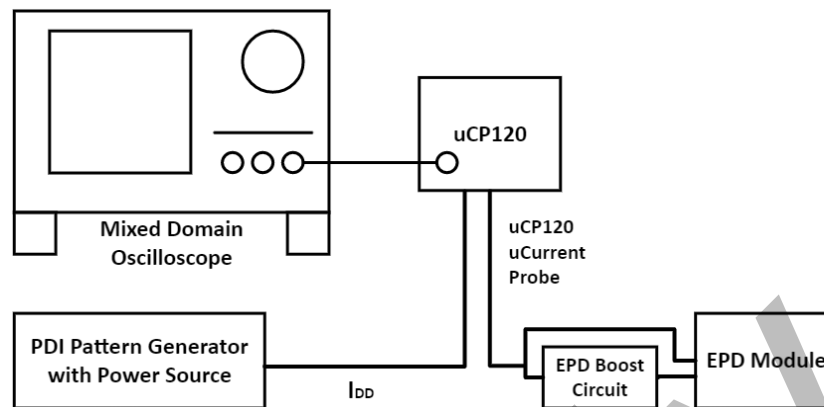 uCP120
Mixed Domain
Oscilloscope
uCP120
uCurrent
Probe
PDI Pattern Generator
with Power Source
IDD
EPD Boost
Circuit
EPD Module